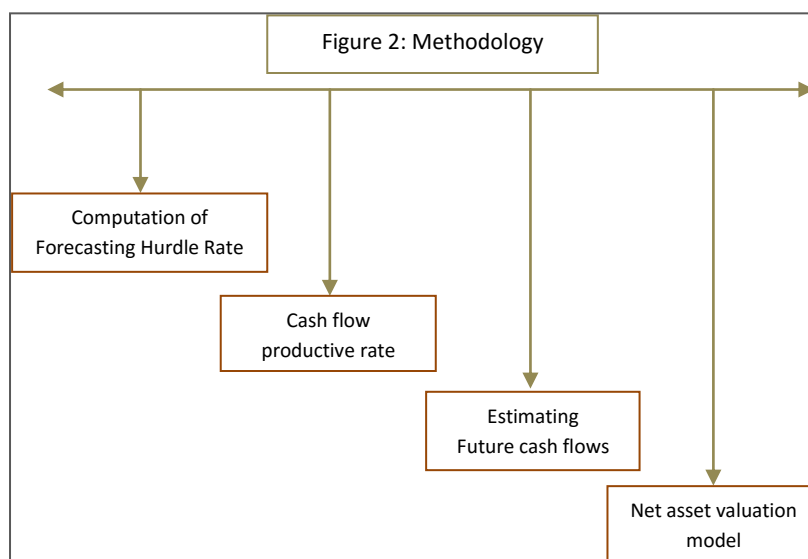 Figure 2: Methodology
Computation of
Forecasting Hurdle Rate
Cash flow
productive rate
Estimating
Future cash flows
Net asset valuation
model